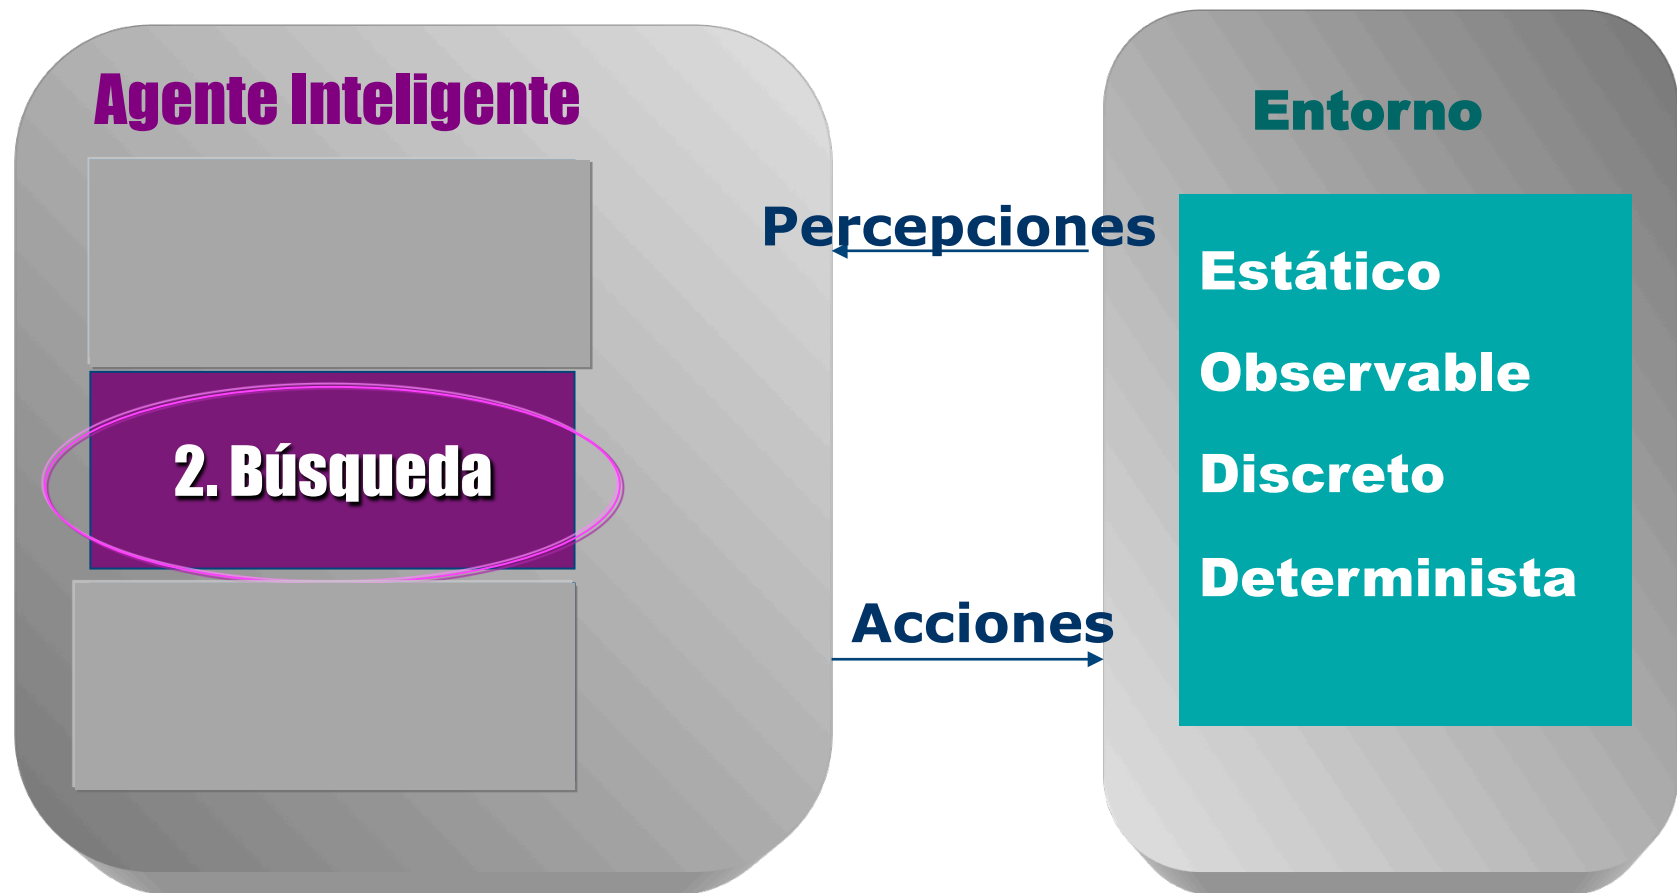 Agente Inteligente
2. Búsqueda
Percepciones
Acciones
Entorno
Estático
Observable
Discreto
Determinista